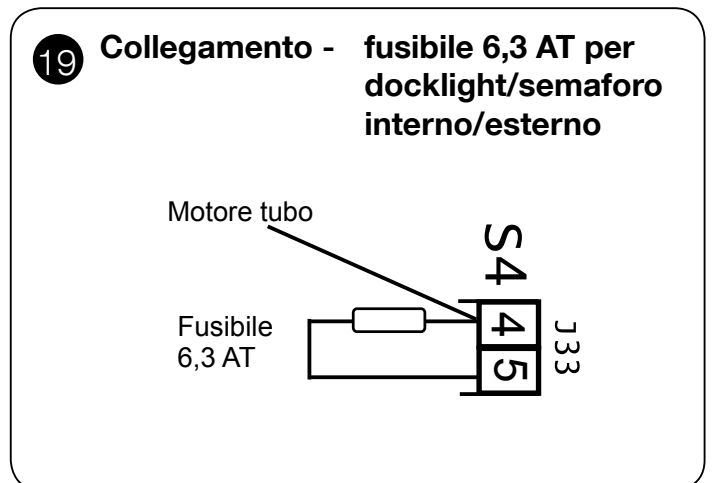 19 Collegamento - fusibile 6,3 AT per
docklight/semaforo
interno/esterno
Motore tubo
S4
Fusibile
6,3 AT
4
5
J33